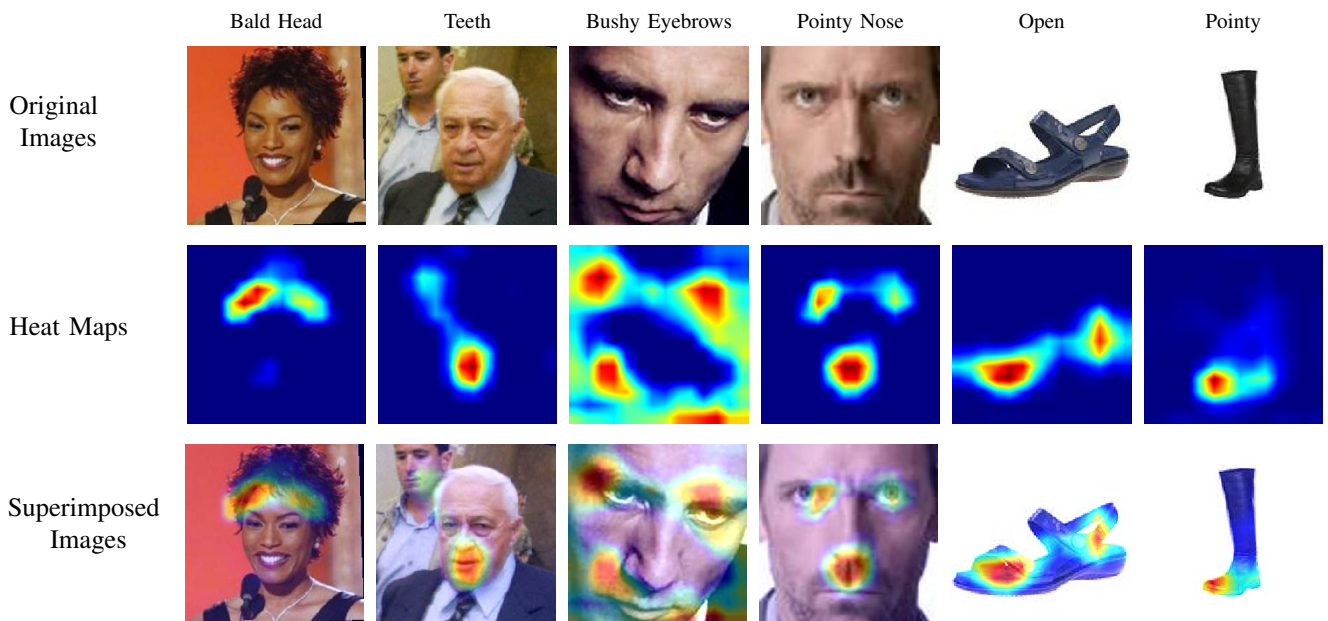 Bald Head Teeth Bushy Eyebrows Pointy Nose Open Pointy
Original
Images
Heat Maps
Superimposed
Images